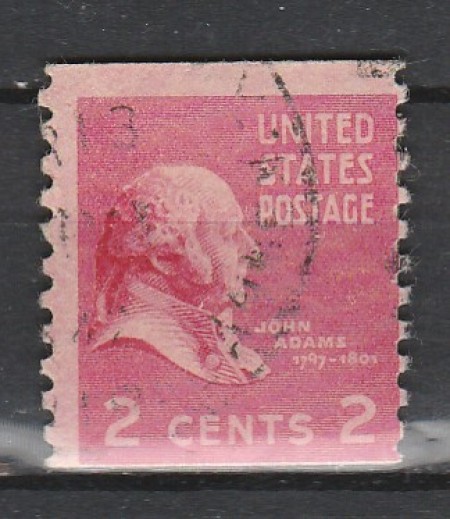 UNITED
STATES
POSTAGE
JOHN
ADAMS
1797-1801
2 CENTS 2